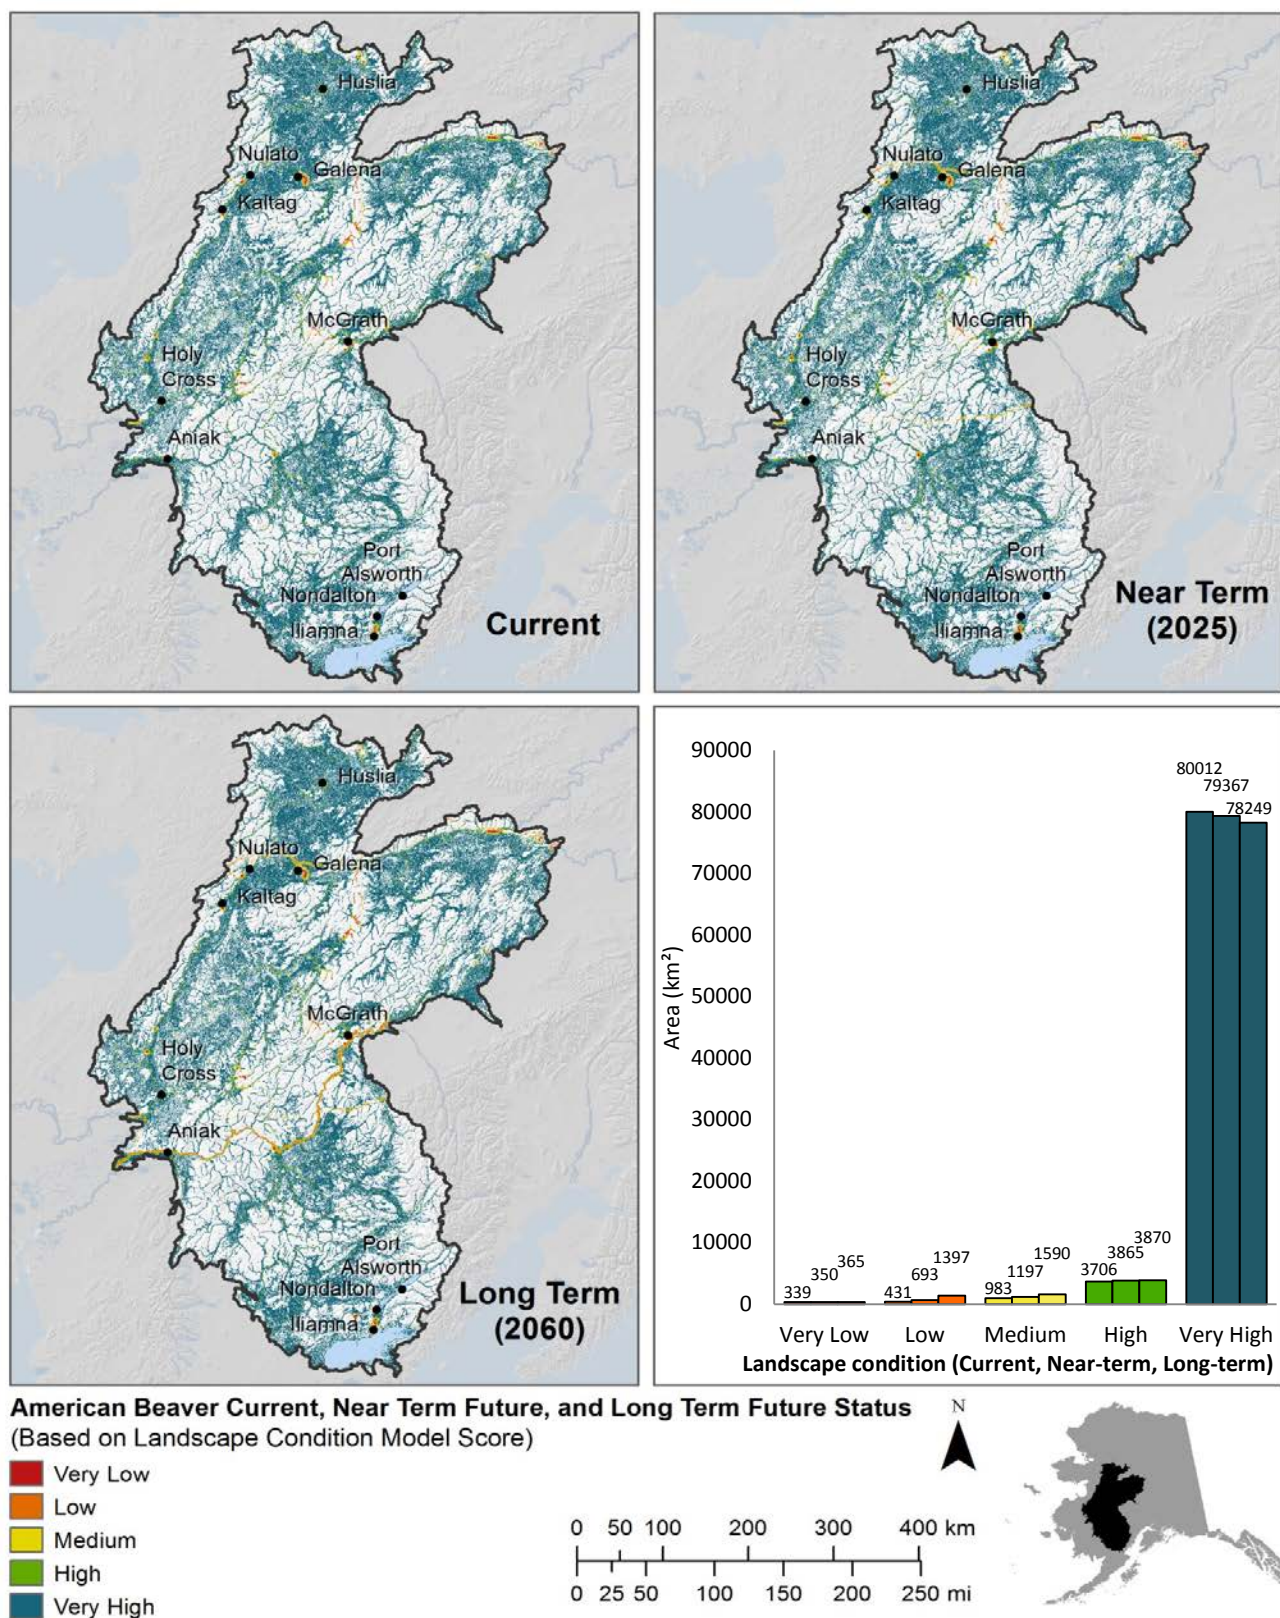 Huslia
Nulato
Galena
Kaltag
McGrath
Holy
Cross
Aniak
Port
Alsworth
Nondalton
Iliamna
Current
Huslia
Nulato
Galena
Kaltag
McGrath
Holy
Cross
Aniak
Port
Alsworth
Nondalton
Iliamna
Near Term
(2025)
Huslia
Nulato
Galena
Kaltag
McGrath
Holy
Cross
Aniak
Port
Alsworth
Nondalton
Iliamna
Long Term
(2060)
Area (km²)
90000
80000
70000
60000
50000
40000
30000
20000
10000
0
339
350
365
431
693
1397
983
1197
1590
3706
3865
3870
80012
79367
78249
Very Low Low Medium High Very High
Landscape condition (Current, Near-term, Long-term)
American Beaver Current, Near Term Future, and Long Term Future Status
(Based on Landscape Condition Model Score)
Very Low
Low
Medium
High
Very High
N
0 50 100 200 300 400 km
0 25 50 100 150 200 250 mi